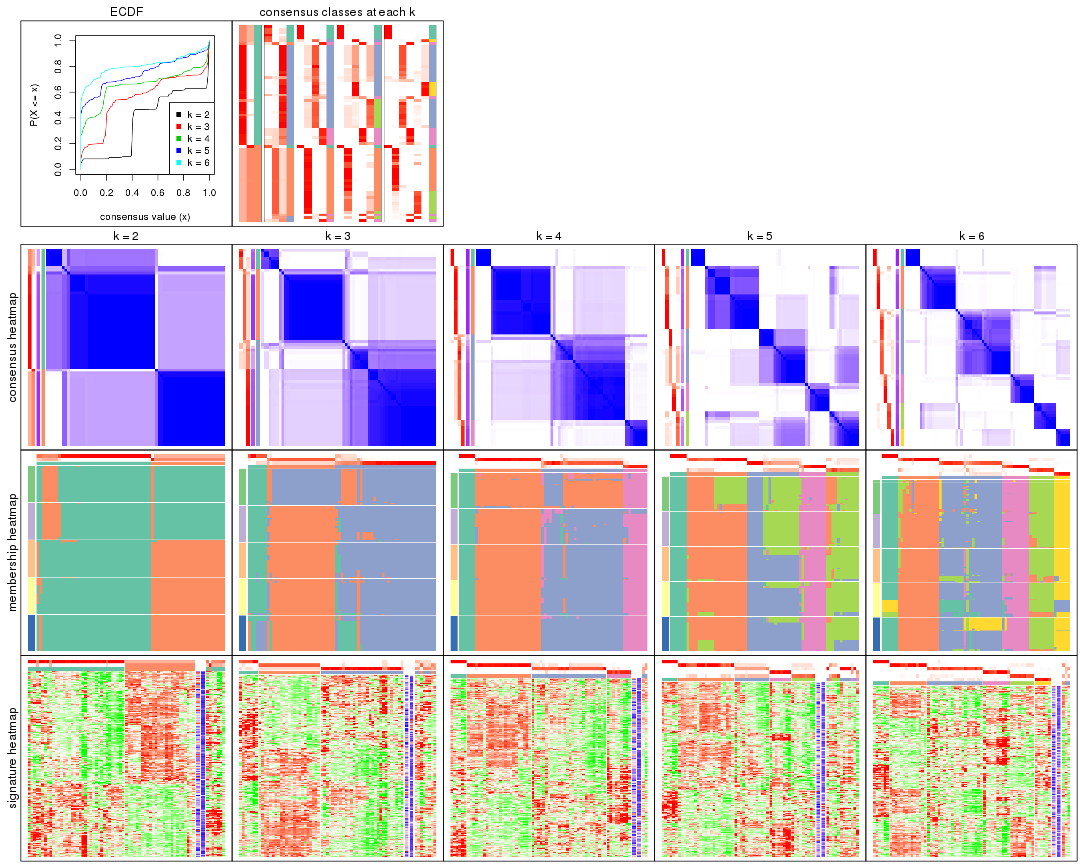 ECDF
consensus classes at each k
P(X <= x)
0.0
0.2
0.4
0.6
0.8
1.0
k = 2
k = 3
k = 4
k = 5
k = 6
0.0 0.2 0.4 0.6 0.8 1.0
consensus value (x)
k = 2
k = 3
k = 4
k = 5
k = 6
consensus heatmap
membership heatmap
signature heatmap